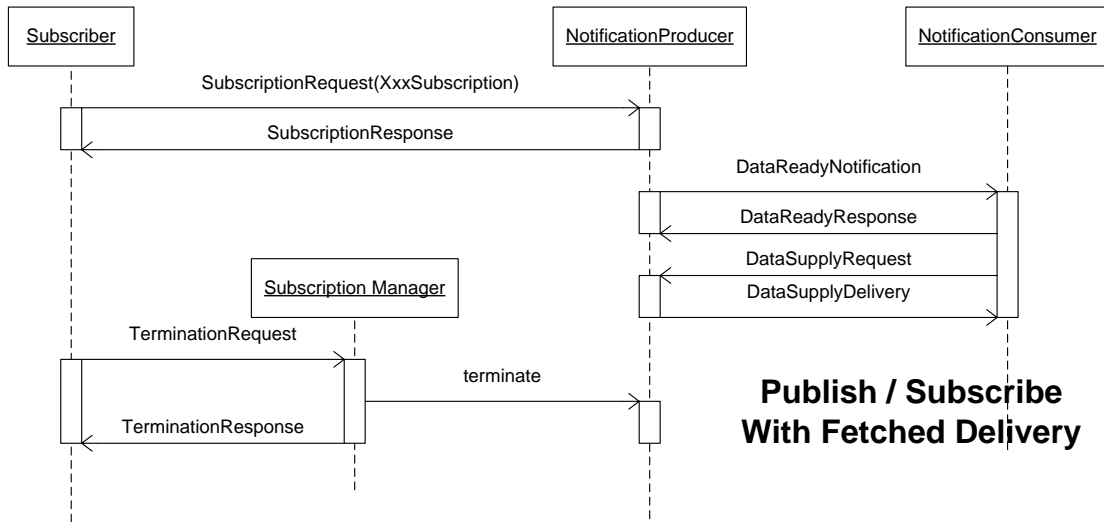 Subscriber
NotificationProducer
NotificationConsumer
SubscriptionRequest(XxxSubscription)
SubscriptionResponse
DataReadyNotification
DataReadyResponse
DataSupplyRequest
Subscription Manager
DataSupplyDelivery
TerminationRequest
terminate
Publish / Subscribe
With Fetched Delivery
TerminationResponse